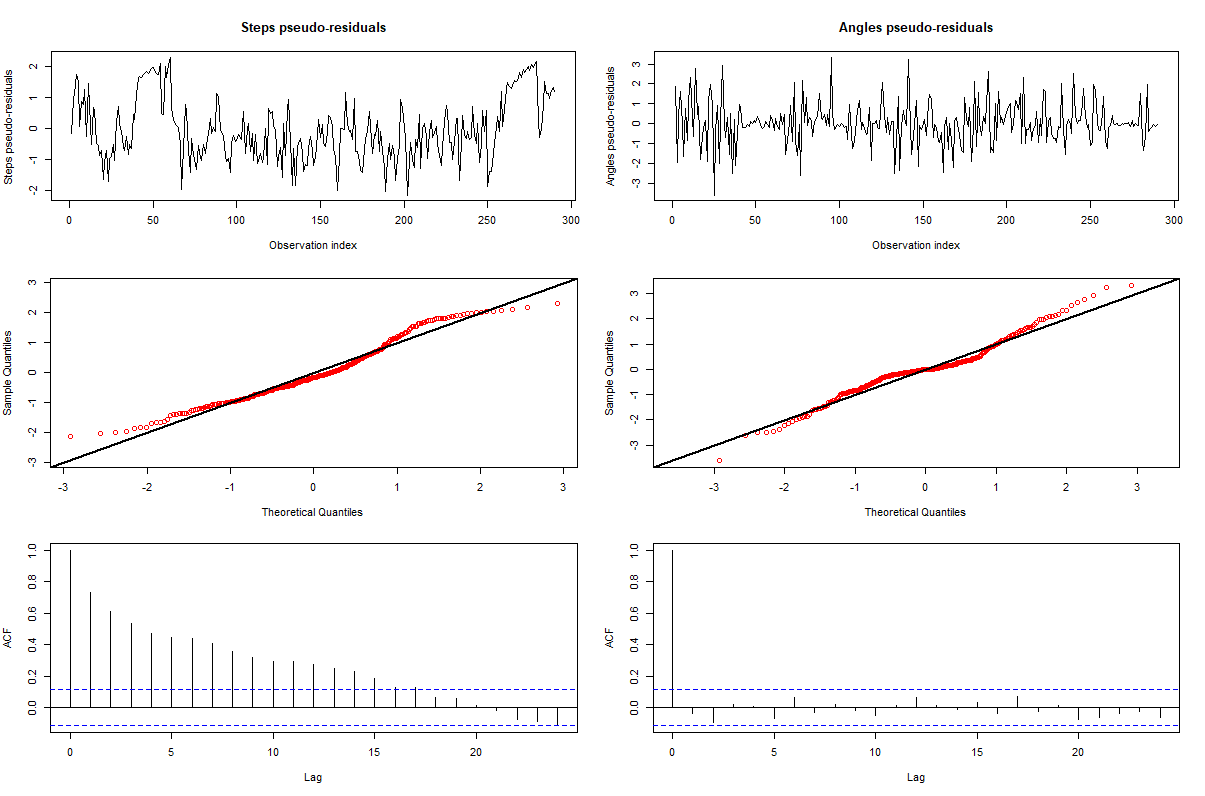 Steps pseudo-residuals
Steps pseudo-residuals
2
1
0
-1
-2
0 50 100 150 200 250 300
Observation index
Angles pseudo-residuals
Angles pseudo-residuals
3
2
1
0
-1
-2
-3
0 50 100 150 200 250 300
Observation index
Sample Quantiles
3
2
1
0
-1
-2
-3
-3 -2 -1 0 1 2 3
Theoretical Quantiles
Sample Quantiles
3
2
1
0
-1
-2
-3
-3 -2 -1 0 1 2 3
Theoretical Quantiles
ACF
1.0
0.8
0.6
0.4
0.2
0.0
0 5 10 15 20
Lag
ACF
1.0
0.8
0.6
0.4
0.2
0.0
0 5 10 15 20
Lag